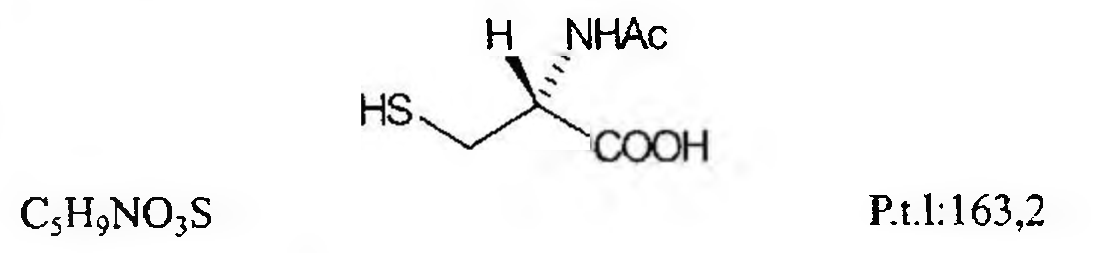 H NHAc
HS
COOH
C₅H₉NO₃S P.t.l:163,2